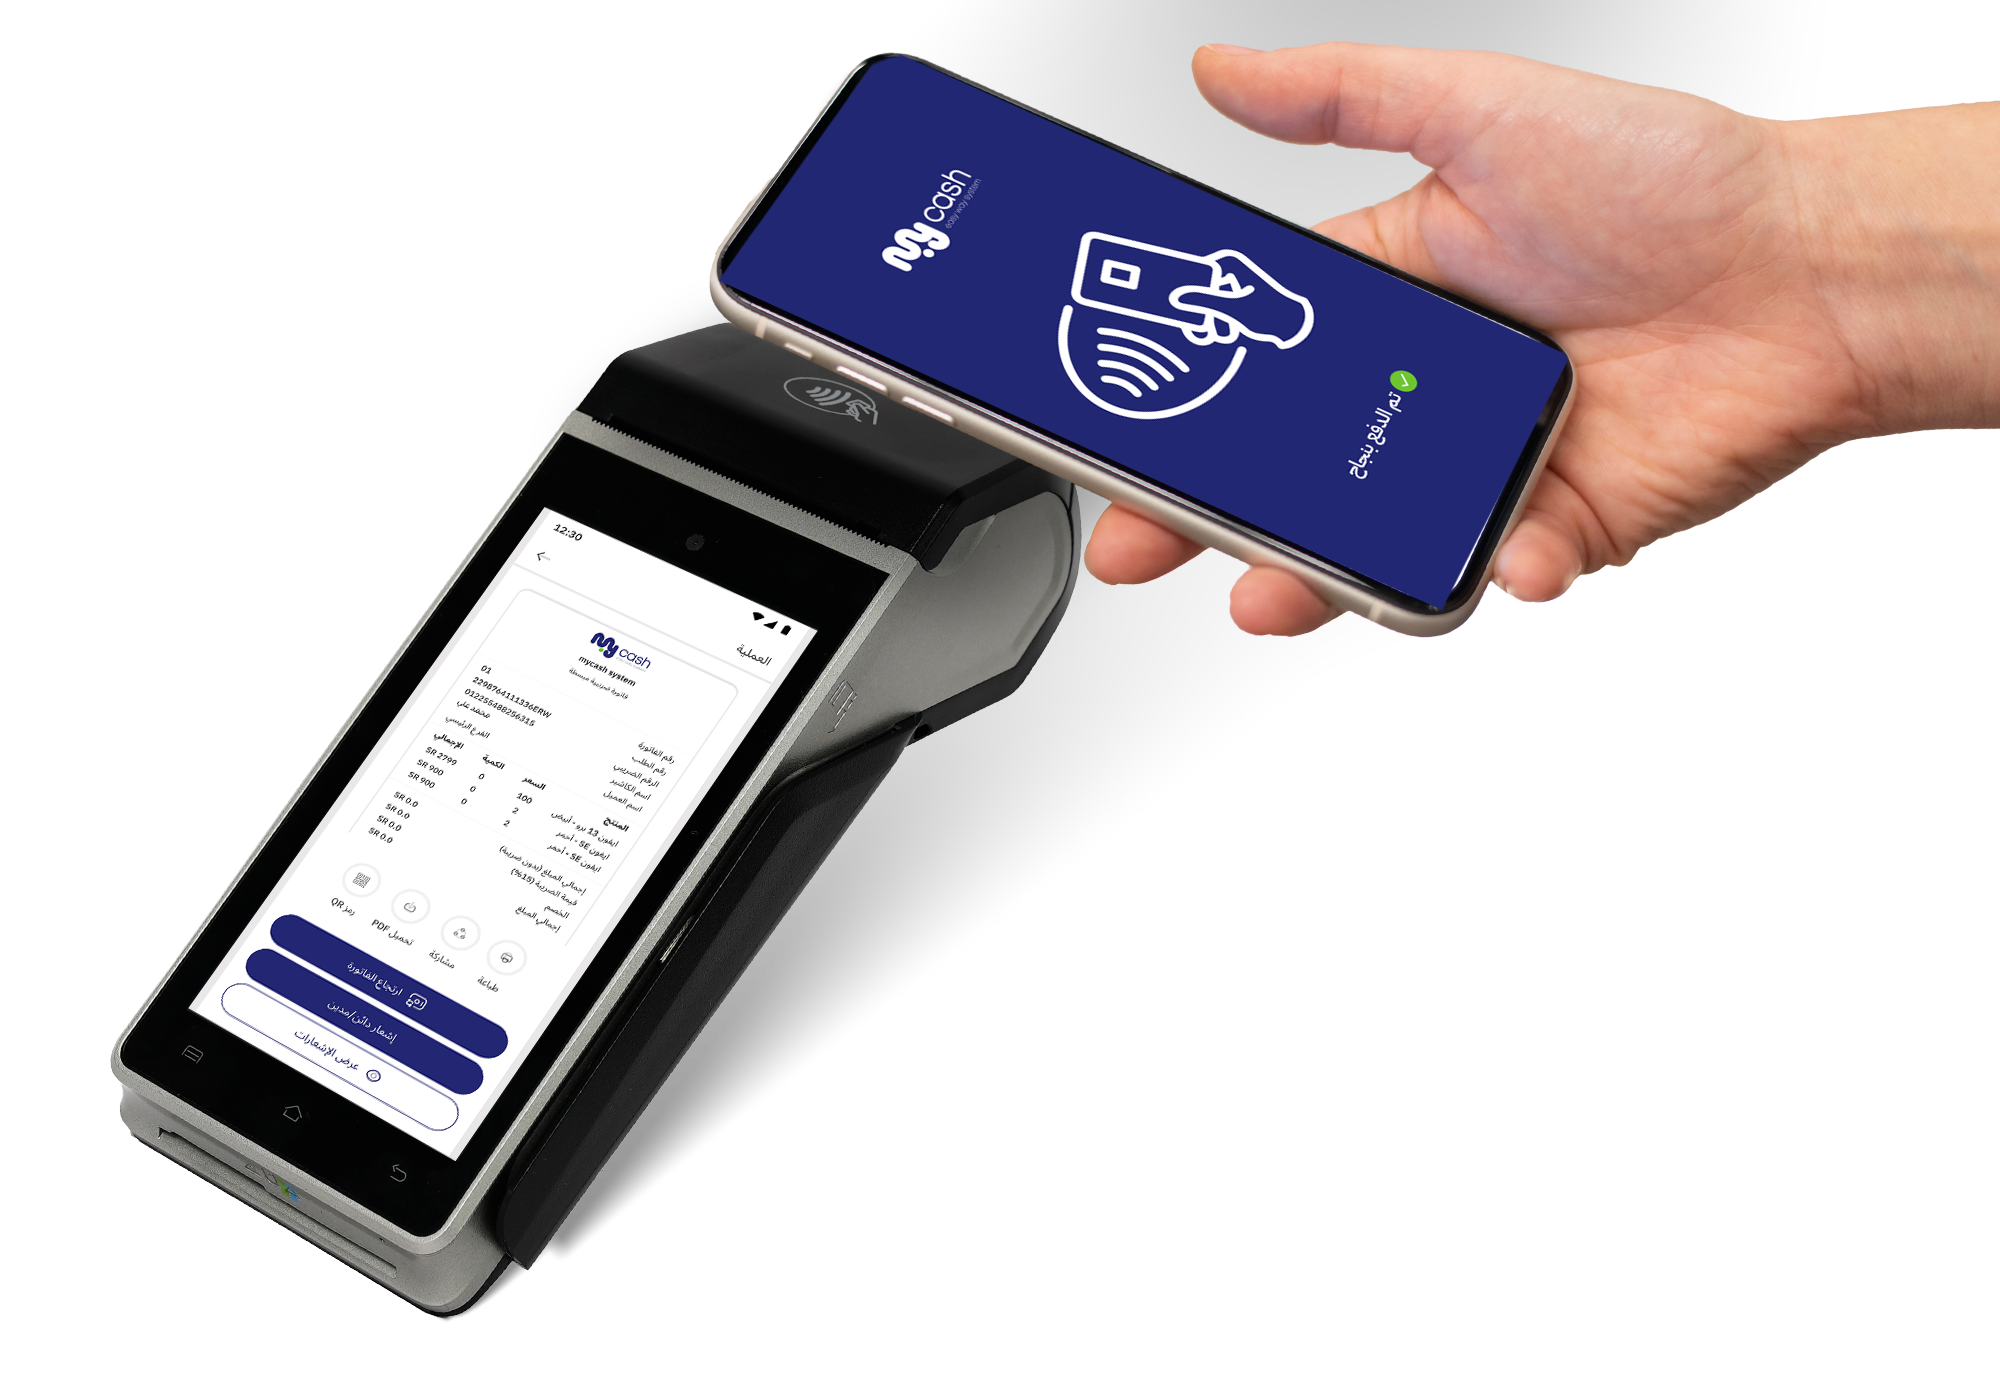 my cash
easy way system
تم الدفع بنجاح
12:30
العملية
my cash
mycash system
فاتورة ضريبية مبسطة
رقم الفاتورة 01
رقم الطلب 2298764111336ERW
الرقم الضريبي 012255488256315
اسم الكاشير محمد علي
اسم العميل الفرع الرئيسي
المنتج السعر الكمية الإجمالي
ايفون 13 برو - أبيض 100 0 SR 2799
ايفون SE - أحمر 2 0 SR 900
ايفون SE - أحمر 2 0 SR 900
إجمالي المبلغ (بدون ضريبة) SR 0.0
قيمة الضريبة (15%) SR 0.0
الخصم SR 0.0
إجمالي المبلغ SR 0.0
طباعة مشاركة تحميل PDF رمز QR
ارتجاع الفاتورة
إشعار دائن/مدين
عرض الإشعارات